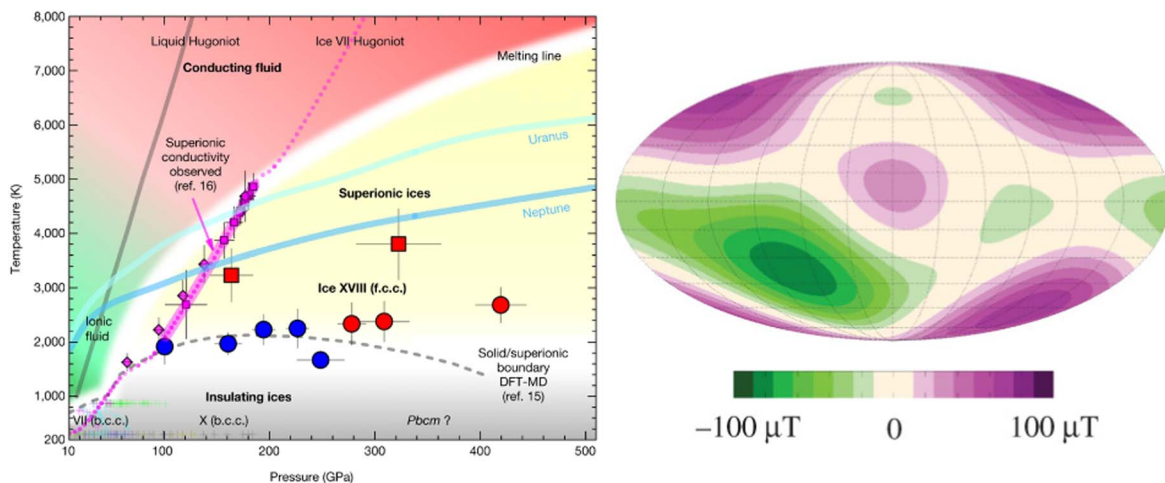 8,000
7,000
6,000
5,000
4,000
3,000
2,000
1,000
200
Temperature (K)
Liquid Hugoniot
Ice VII Hugoniot
Conducting fluid
Melting line
Superionic
conductivity
observed
(ref. 16)
Uranus
Superionic ices
Neptune
Ice XVIII (f.c.c.)
Ionic
fluid
Solid/superionic
boundary
DFT-MD
(ref. 15)
Insulating ices
VII (b.c.c.)
X (b.c.c.)
Pbcm ?
10
100
200
300
400
500
Pressure (GPa)
−100 µT
0
100 µT